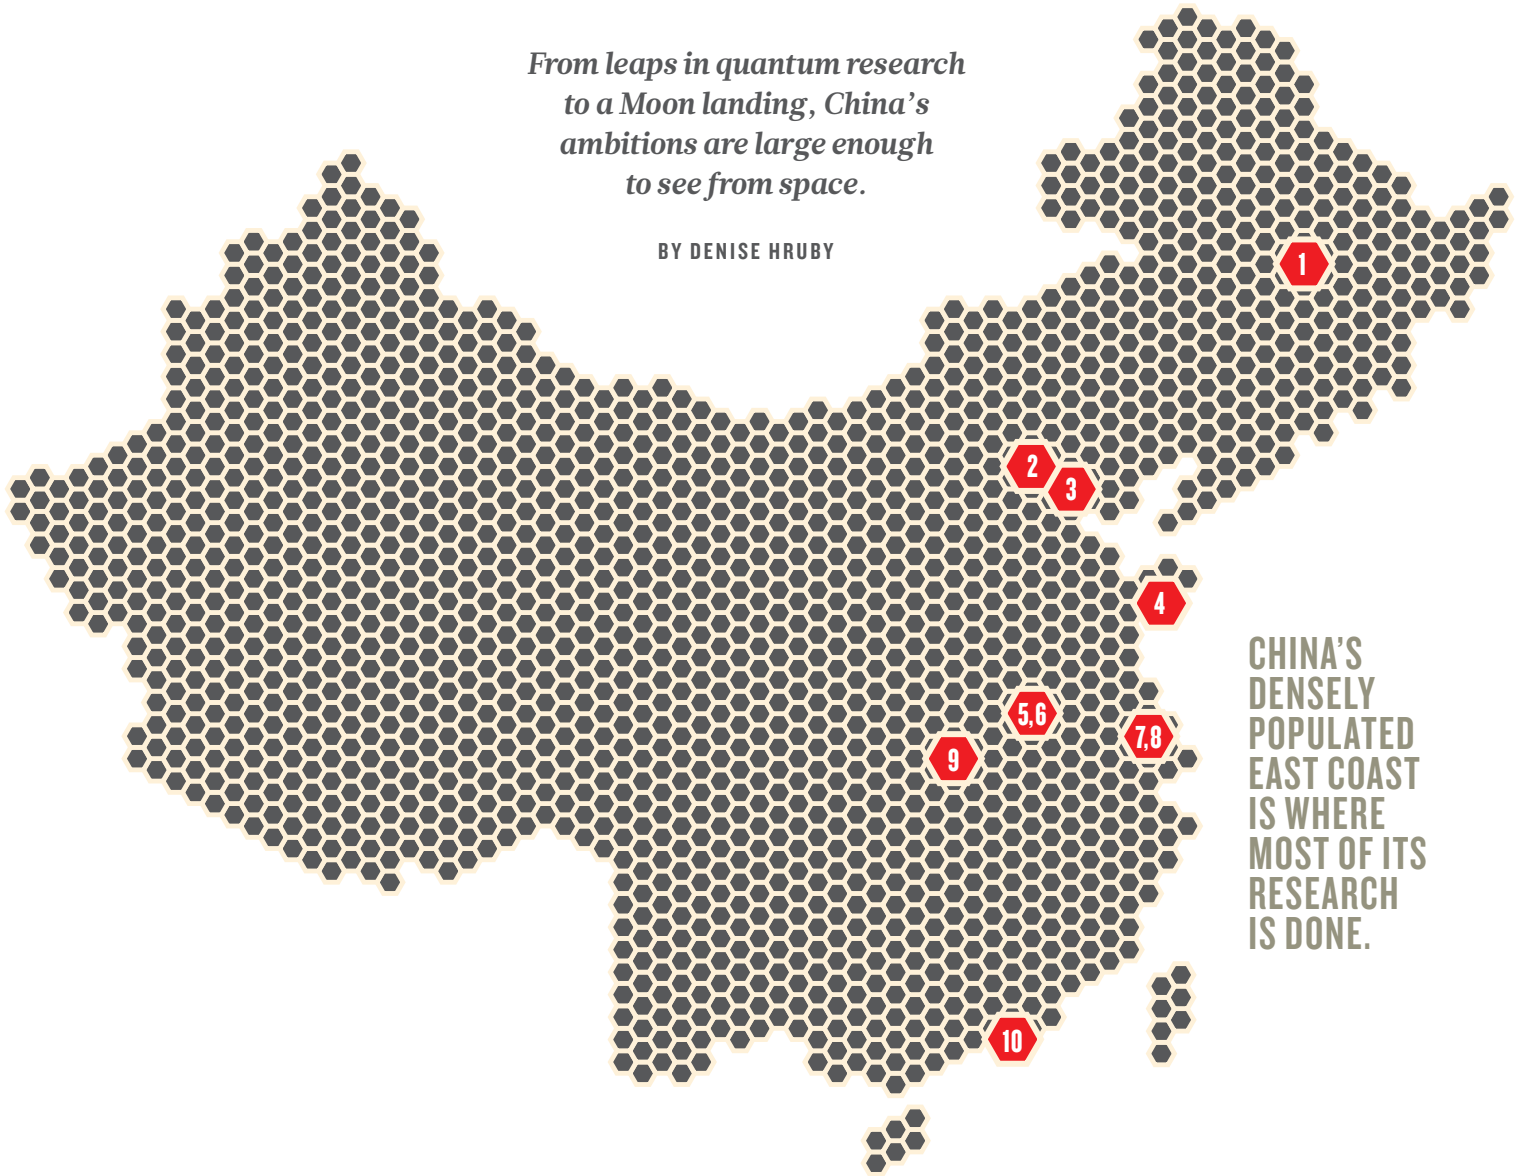 From leaps in quantum research
to a Moon landing, China's
ambitions are large enough
to see from space.
BY DENISE HRUBY
1
2
3
4
CHINA'S
DENSELY
POPULATED
EAST COAST
IS WHERE
MOST OF ITS
RESEARCH
IS DONE.
5,6
7,8
9
10